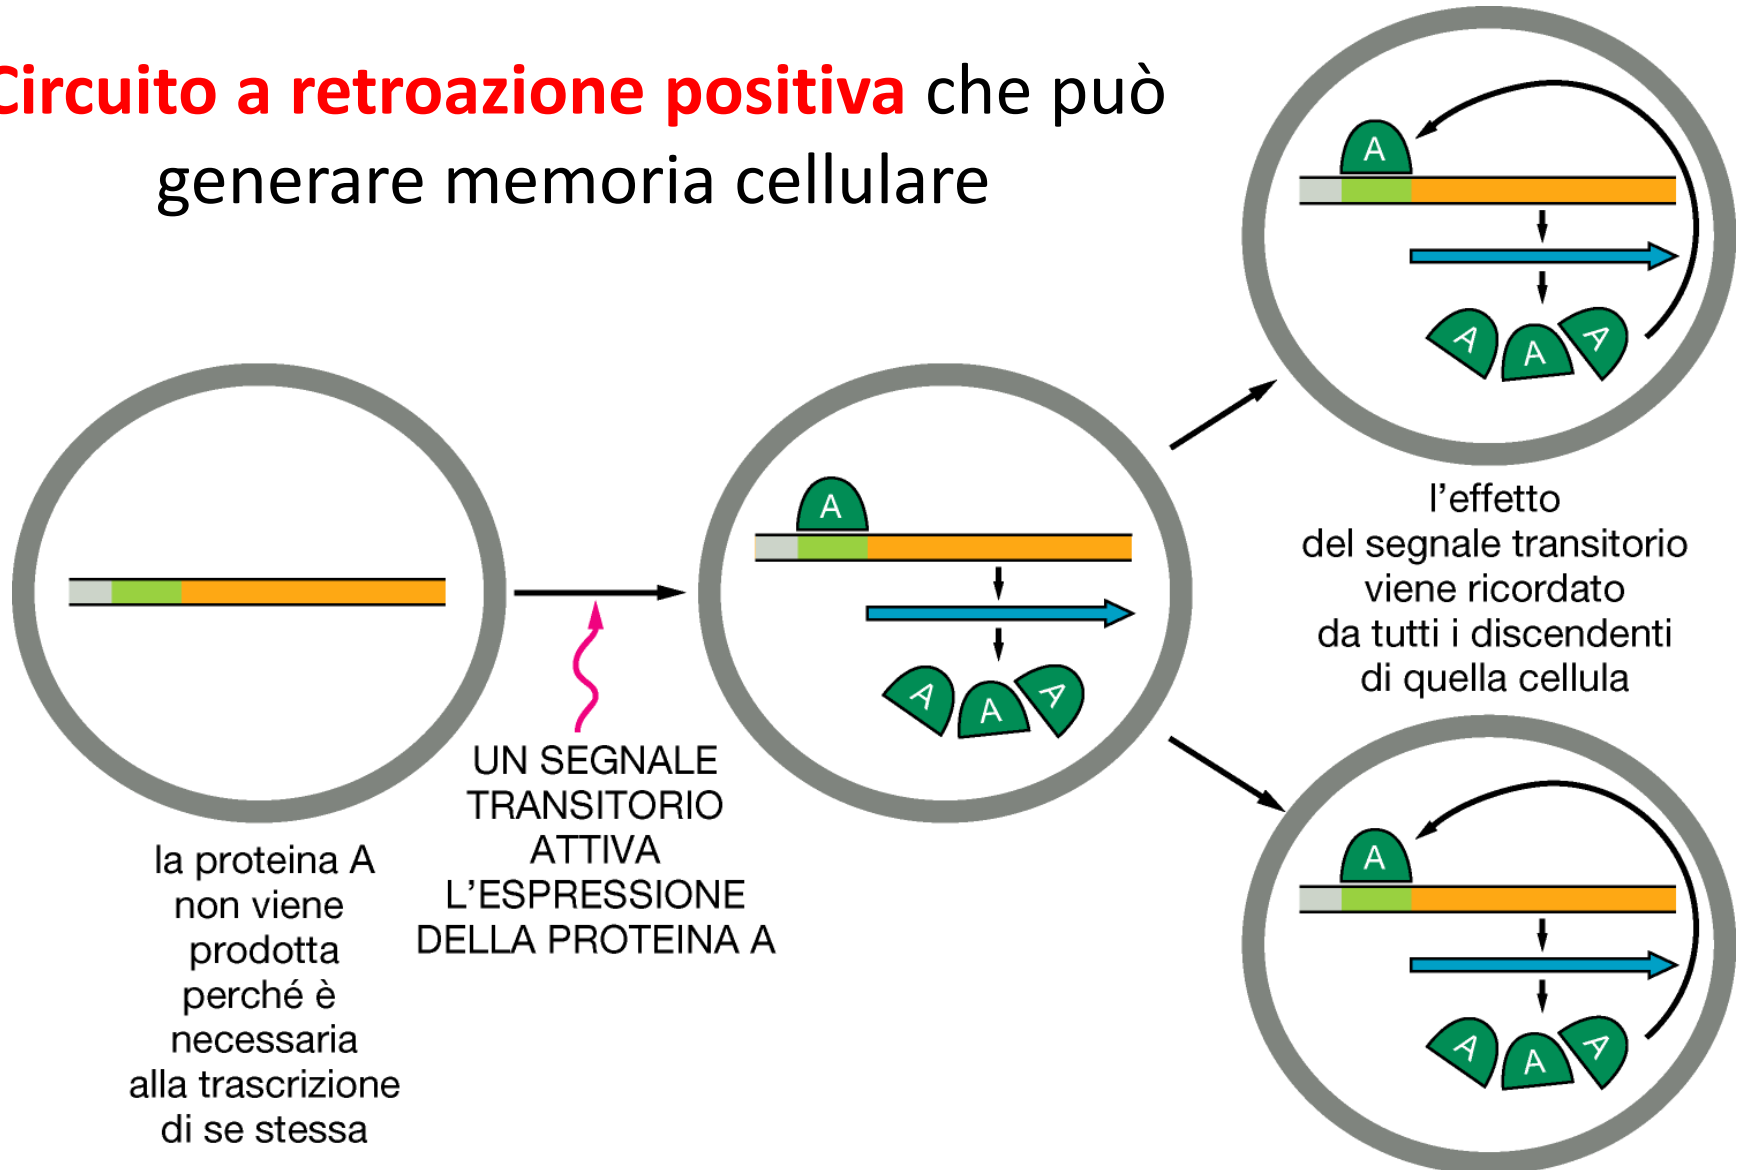 Circuito a retroazione positiva che può
generare memoria cellulare
A
A
A
A
l'effetto
del segnale transitorio
viene ricordato
da tutti i discendenti
di quella cellula
A
A
A
A
UN SEGNALE
TRANSITORIO
ATTIVA
L'ESPRESSIONE
DELLA PROTEINA A
la proteina A
non viene
prodotta
perché è
necessaria
alla trascrizione
di se stessa
A
A
A
A